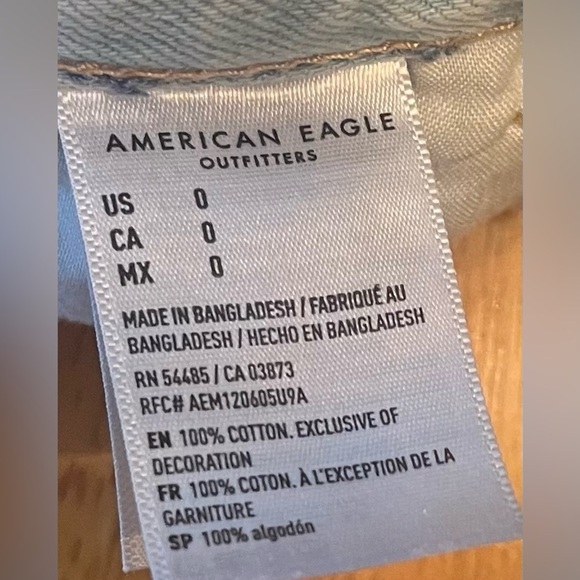 AMERICAN EAGLE
OUTFITTERS
US 0
CA 0
MX 0
MADE IN BANGLADESH / FABRIQUÉ AU
BANGLADESH / HECHO EN BANGLADESH
RN 54485 / CA 03873
RFC# AEM120605U9A
EN 100% COTTON. EXCLUSIVE OF
DECORATION
FR 100% COTON. À L'EXCEPTION DE LA
GARNITURE
SP 100% algodón